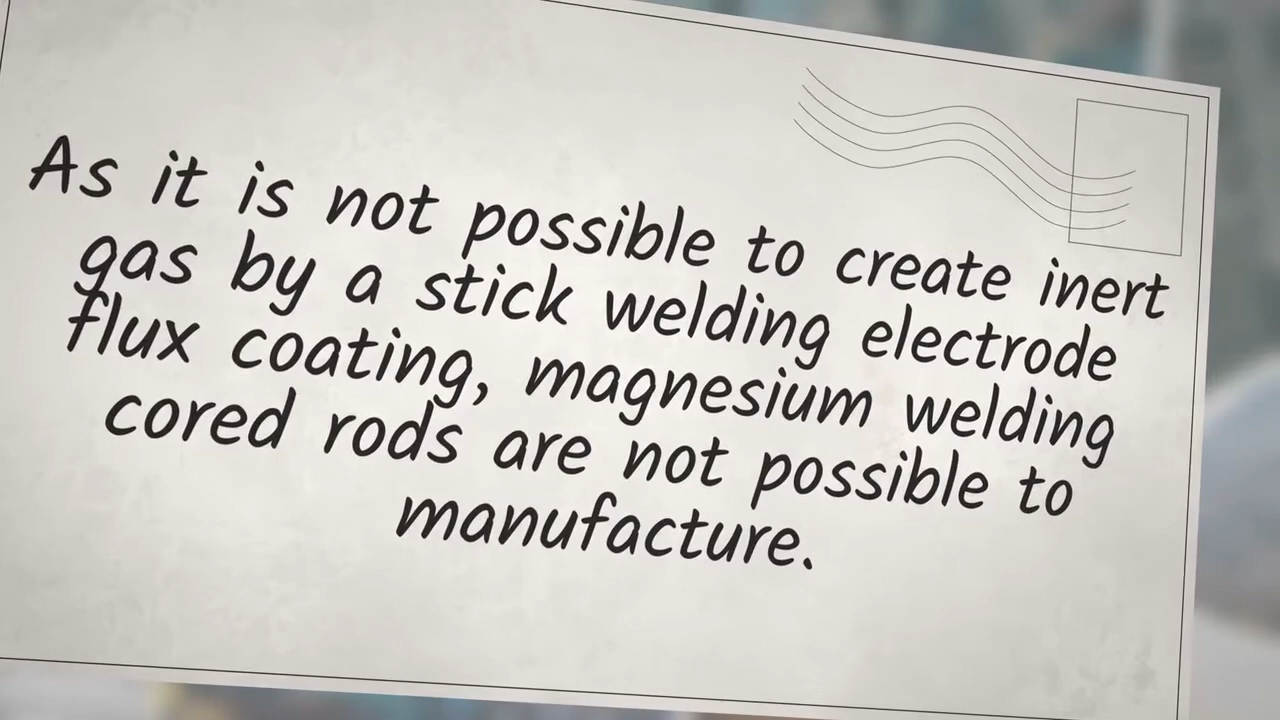 As it is not possible to create inert
gas by a stick welding electrode
flux coating, magnesium welding
cored rods are not possible to
manufacture.